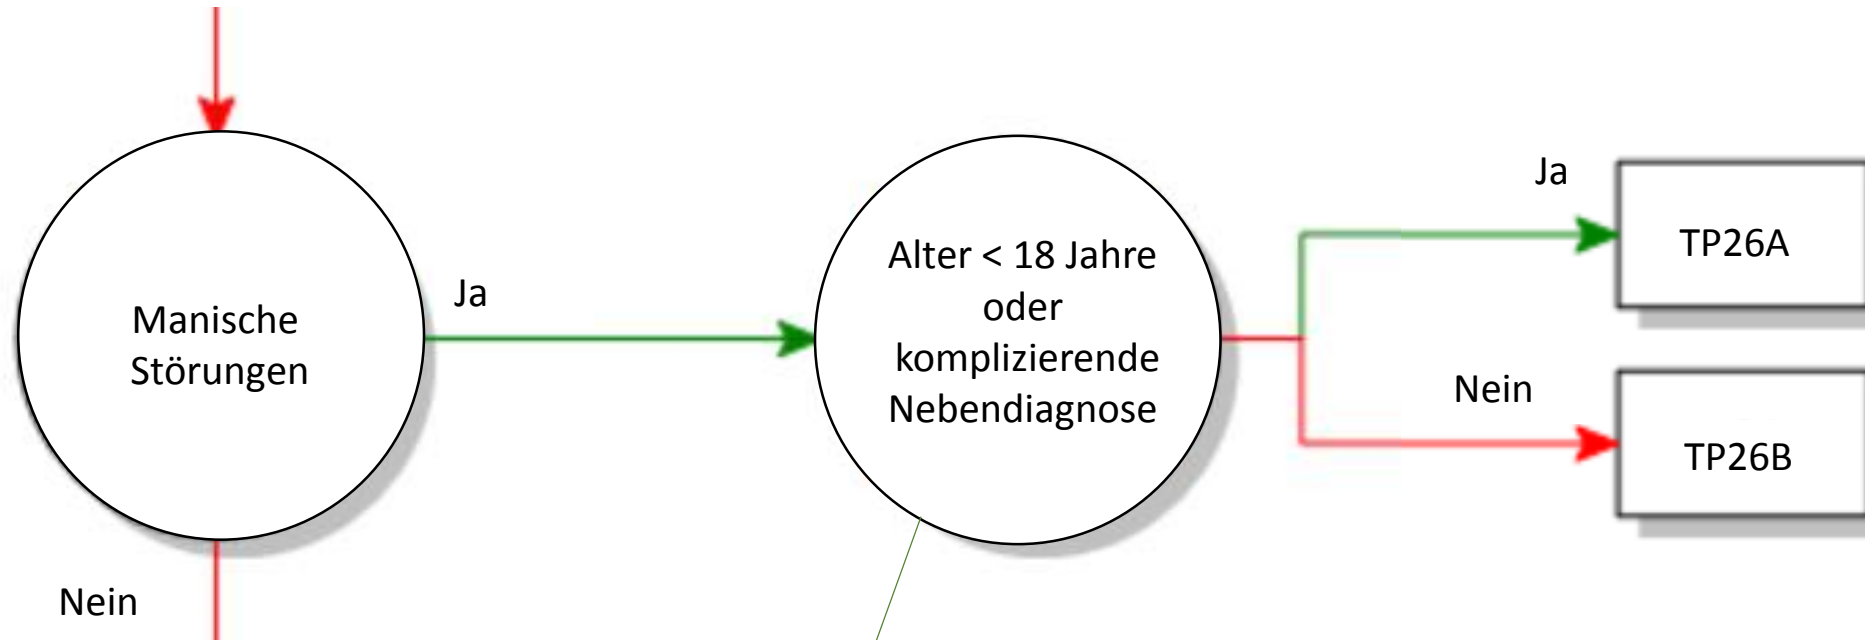 Manische
Störungen
Ja
Nein
Alter < 18 Jahre
oder
komplizierende
Nebendiagnose
Ja
TP26A
Nein
TP26B